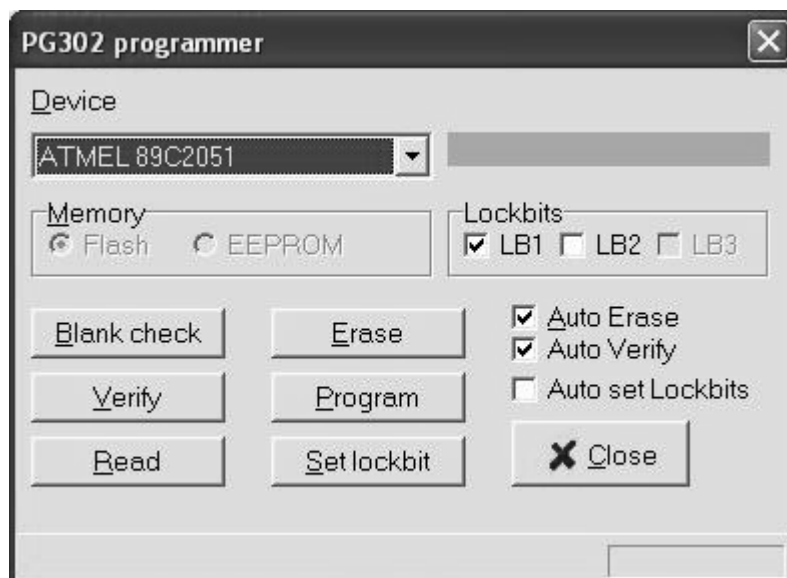 PG302 programmer
Device
ATMEL 89C2051
Memory
Flash EEPROM
Lockbits
LB1 LB2 LB3
Blank check
Erase
Auto Erase
Auto Verify
Verify
Program
Auto set Lockbits
Read
Set lockbit
Close